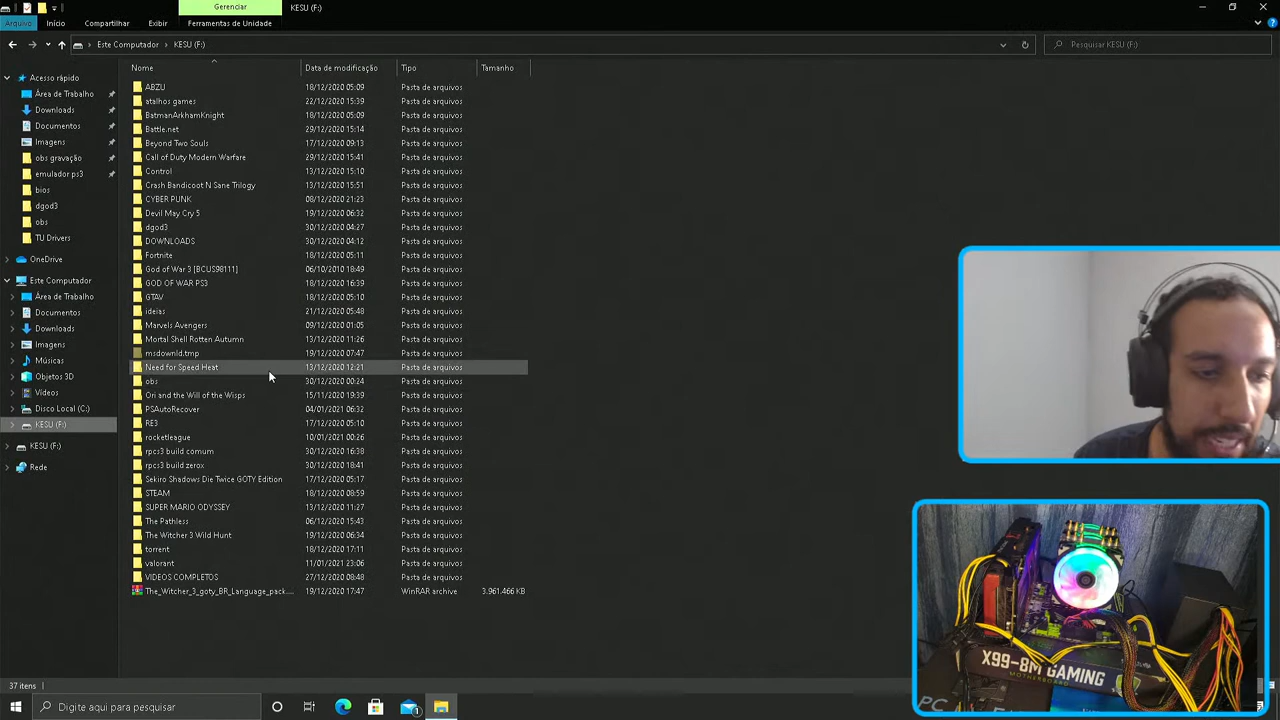 Gerenciar KESU (F:)
Arquivo Início Compartilhar Exibir Ferramentas de Unidade
Este Computador KESU (F:) Pesquisar KESU (F:)
Nome Data de modificação Tipo Tamanho
Acesso rápido
Área de Trabalho
Downloads
Documentos
Imagens
obs gravação
emulador ps3
bios
dgod3
obs
TU Drivers
OneDrive
Este Computador
Área de Trabalho
Documentos
Downloads
Imagens
Músicas
Objetos 3D
Vídeos
Disco Local (C:)
KESU (F:)
KESU (F:)
Rede
ABZU 18/12/2020 05:09 Pasta de arquivos
atalhos games 22/12/2020 15:39 Pasta de arquivos
BatmanArkhamKnight 18/12/2020 05:09 Pasta de arquivos
Battle.net 29/12/2020 15:14 Pasta de arquivos
Beyond Two Souls 17/12/2020 09:13 Pasta de arquivos
Call of Duty Modern Warfare 29/12/2020 15:41 Pasta de arquivos
Control 13/12/2020 15:10 Pasta de arquivos
Crash Bandicoot N Sane Trilogy 13/12/2020 15:51 Pasta de arquivos
CYBER PUNK 08/12/2020 21:23 Pasta de arquivos
Devil May Cry 5 19/12/2020 06:32 Pasta de arquivos
dgod3 30/12/2020 04:27 Pasta de arquivos
DOWNLOADS 30/12/2020 04:12 Pasta de arquivos
Fortnite 18/12/2020 05:11 Pasta de arquivos
God of War 3 [BCUS98111] 06/10/2010 18:49 Pasta de arquivos
GOD OF WAR PS3 18/12/2020 16:39 Pasta de arquivos
GTAV 18/12/2020 05:10 Pasta de arquivos
ideias 21/12/2020 05:48 Pasta de arquivos
Marvels Avengers 09/12/2020 01:05 Pasta de arquivos
Mortal Shell Rotten Autumn 13/12/2020 11:26 Pasta de arquivos
msdownld.tmp 19/12/2020 07:47 Pasta de arquivos
Need for Speed Heat 13/12/2020 12:21 Pasta de arquivos
obs 30/12/2020 00:24 Pasta de arquivos
Ori and the Will of the Wisps 15/11/2020 19:39 Pasta de arquivos
PSAutoRecover 04/01/2021 06:32 Pasta de arquivos
RE3 17/12/2020 05:10 Pasta de arquivos
rocketleague 10/01/2021 00:26 Pasta de arquivos
rpcs3 build comum 30/12/2020 16:38 Pasta de arquivos
rpcs3 build zerox 30/12/2020 18:41 Pasta de arquivos
Sekiro Shadows Die Twice GOTY Edition 17/12/2020 05:17 Pasta de arquivos
STEAM 18/12/2020 08:59 Pasta de arquivos
SUPER MARIO ODYSSEY 13/12/2020 11:27 Pasta de arquivos
The Pathless 06/12/2020 15:43 Pasta de arquivos
The Witcher 3 Wild Hunt 19/12/2020 06:34 Pasta de arquivos
torrent 18/12/2020 17:11 Pasta de arquivos
valorant 11/01/2021 23:06 Pasta de arquivos
VIDEOS COMPLETOS 27/12/2020 08:48 Pasta de arquivos
The_Witcher_3_goty_BR_Language_pack.... 19/12/2020 17:47 WinRAR archive 3.961.466 KB
X99-8M GAMING
MOTHERBOARD
37 itens
Digite aqui para pesquisar